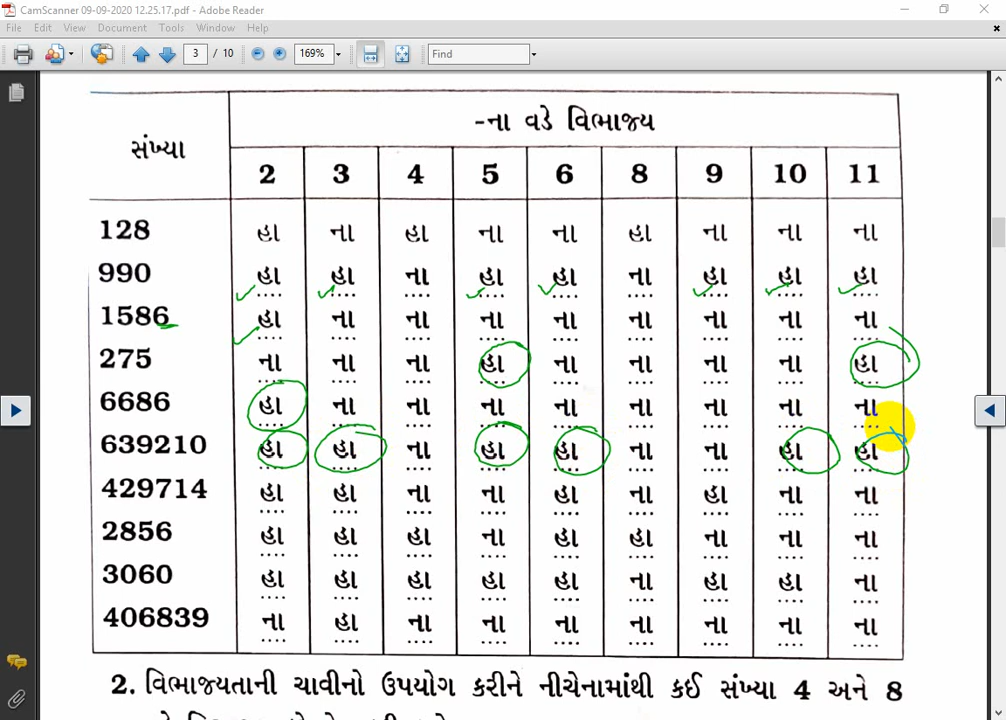 CamScanner 09-09-2020 12.25.17.pdf - Adobe Reader
File Edit View Document Tools Window Help
3 / 10 169% Find
સંખ્યા -ના વડે વિભાજ્ય
2 3 4 5 6 8 9 10 11
128 હા ના હા ના ના હા ના ના ના
990 હા હા ના હા હા ના હા હા હા
1586 હા ના ના ના ના ના ના ના ના
275 ના ના ના હા ના ના ના ના હા
6686 હા ના ના ના ના ના ના ના ના
639210 હા હા ના હા હા ના ના હા હા
429714 હા હા ના ના હા ના હા ના ના
2856 હા હા હા ના હા હા ના ના ના
3060 હા હા હા હા હા ના હા હા ના
406839 ના હા ના ના ના ના ના ના ના
2. વિભાજ્યતાની ચાવીનો ઉપયોગ કરીને નીચેનામાંથી કઈ સંખ્યા 4 અને 8